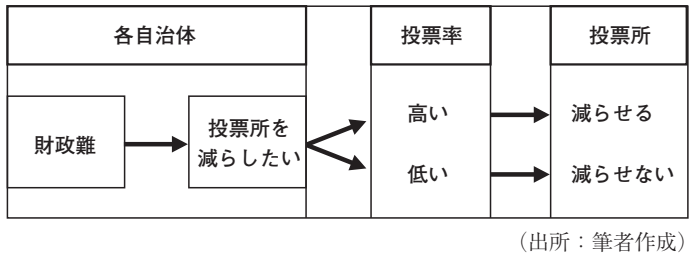 各自治体
投票率
投票所
財政難
投票所を
減らしたい
高い
減らせる
低い
減らせない
(出所：筆者作成)